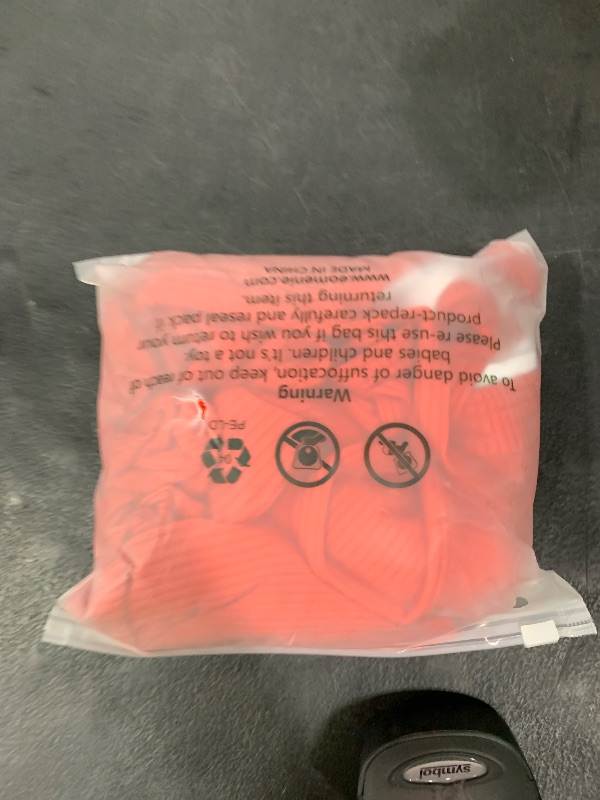 04
PE-LD
Warning
To avoid danger of suffocation, keep out of reach of
babies and children. It's not a toy.
Please re-use this bag if you wish to return your
product-repack carefully and reseal pack if
returning this item.
www.eomenie.com
MADE IN CHINA
symbol